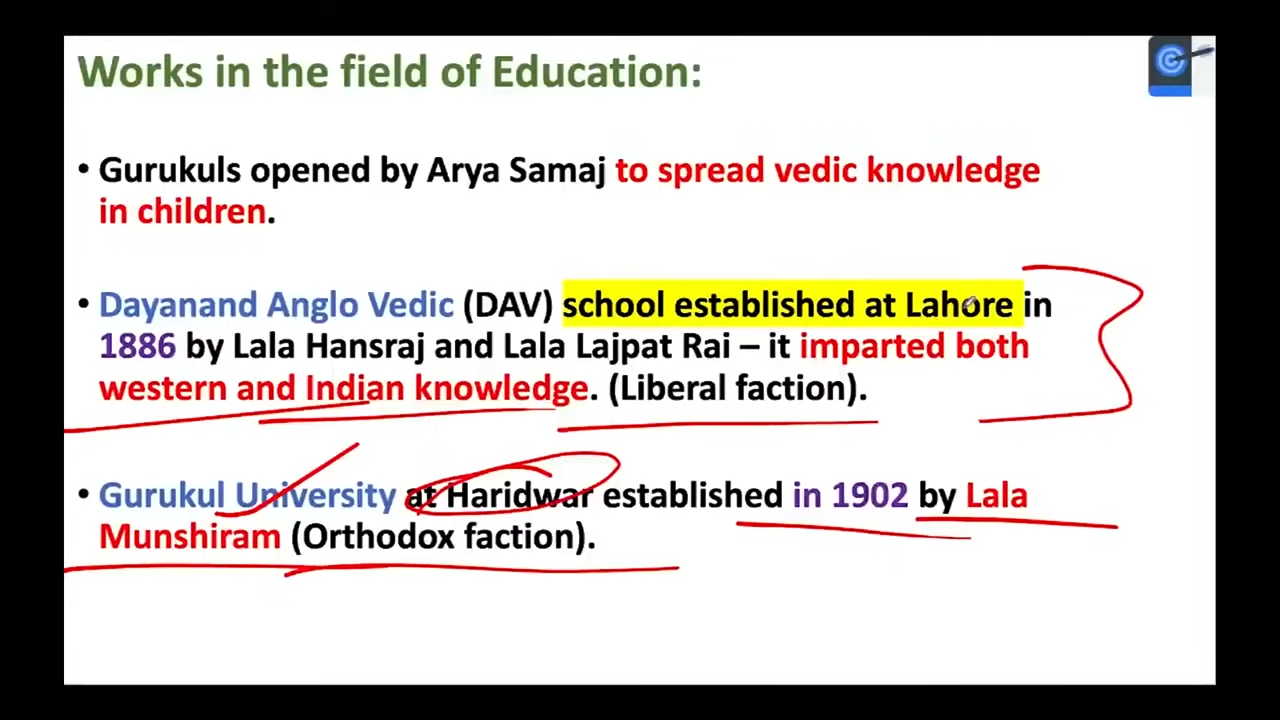 Works in the field of Education:
• Gurukuls opened by Arya Samaj to spread vedic knowledge
in children.
• Dayanand Anglo Vedic (DAV) school established at Lahore in
1886 by Lala Hansraj and Lala Lajpat Rai – it imparted both
western and Indian knowledge. (Liberal faction).
• Gurukul University at Haridwar established in 1902 by Lala
Munshiram (Orthodox faction).